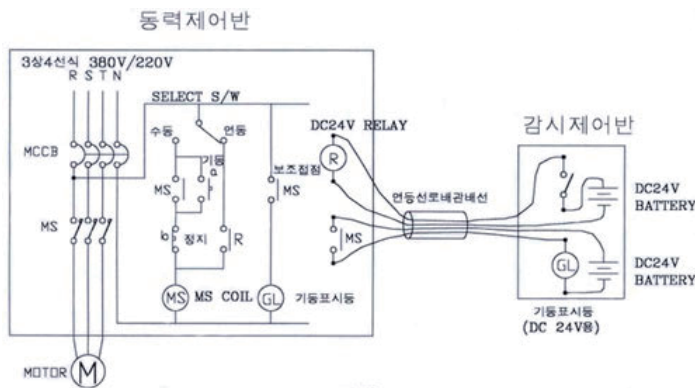 동력제어반
3상4선식 380V/220V
R S T N
SELECT S/W
수동
연동
DC24V RELAY
감시제어반
MCCB
기동
보조접점
R
MS
MS
연동선로배관배선
DC24V
BATTERY
MS
정지
R
MS
GL
DC24V
BATTERY
MS
MS COIL
GL
기동표시등
기동표시등
(DC 24V용)
MOTOR
M